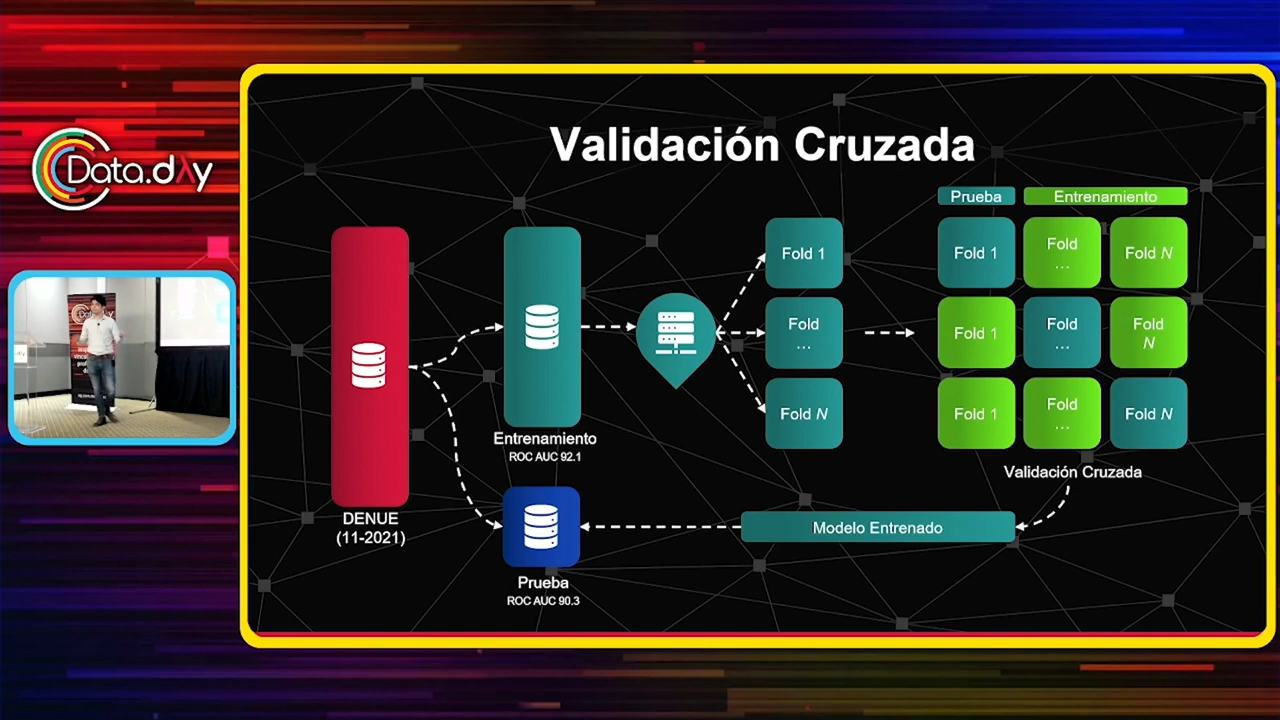 Data.dAy
Validación Cruzada
Prueba
Entrenamiento
Fold 1
Fold
...
Fold N
Fold 1
Fold
...
Fold N
Fold 1
Fold
...
Fold
N
Fold 1
Fold
...
Fold N
Entrenamiento
ROC AUC 92.1
Validación Cruzada
DENUE
(11-2021)
Modelo Entrenado
Prueba
ROC AUC 90.3